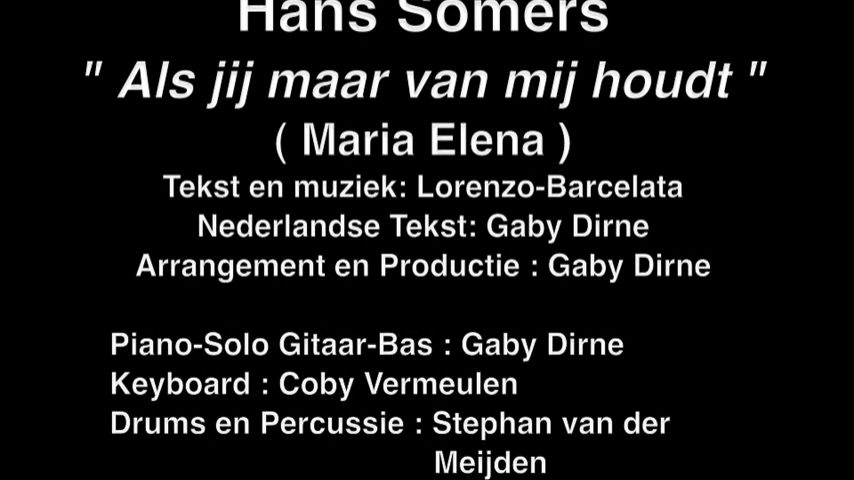 Hans Somers
" Als jij maar van mij houdt "
( Maria Elena )
Tekst en muziek: Lorenzo-Barcelata
Nederlandse Tekst: Gaby Dirne
Arrangement en Productie : Gaby Dirne
Piano-Solo Gitaar-Bas : Gaby Dirne
Keyboard : Coby Vermeulen
Drums en Percussie : Stephan van der
Meijden